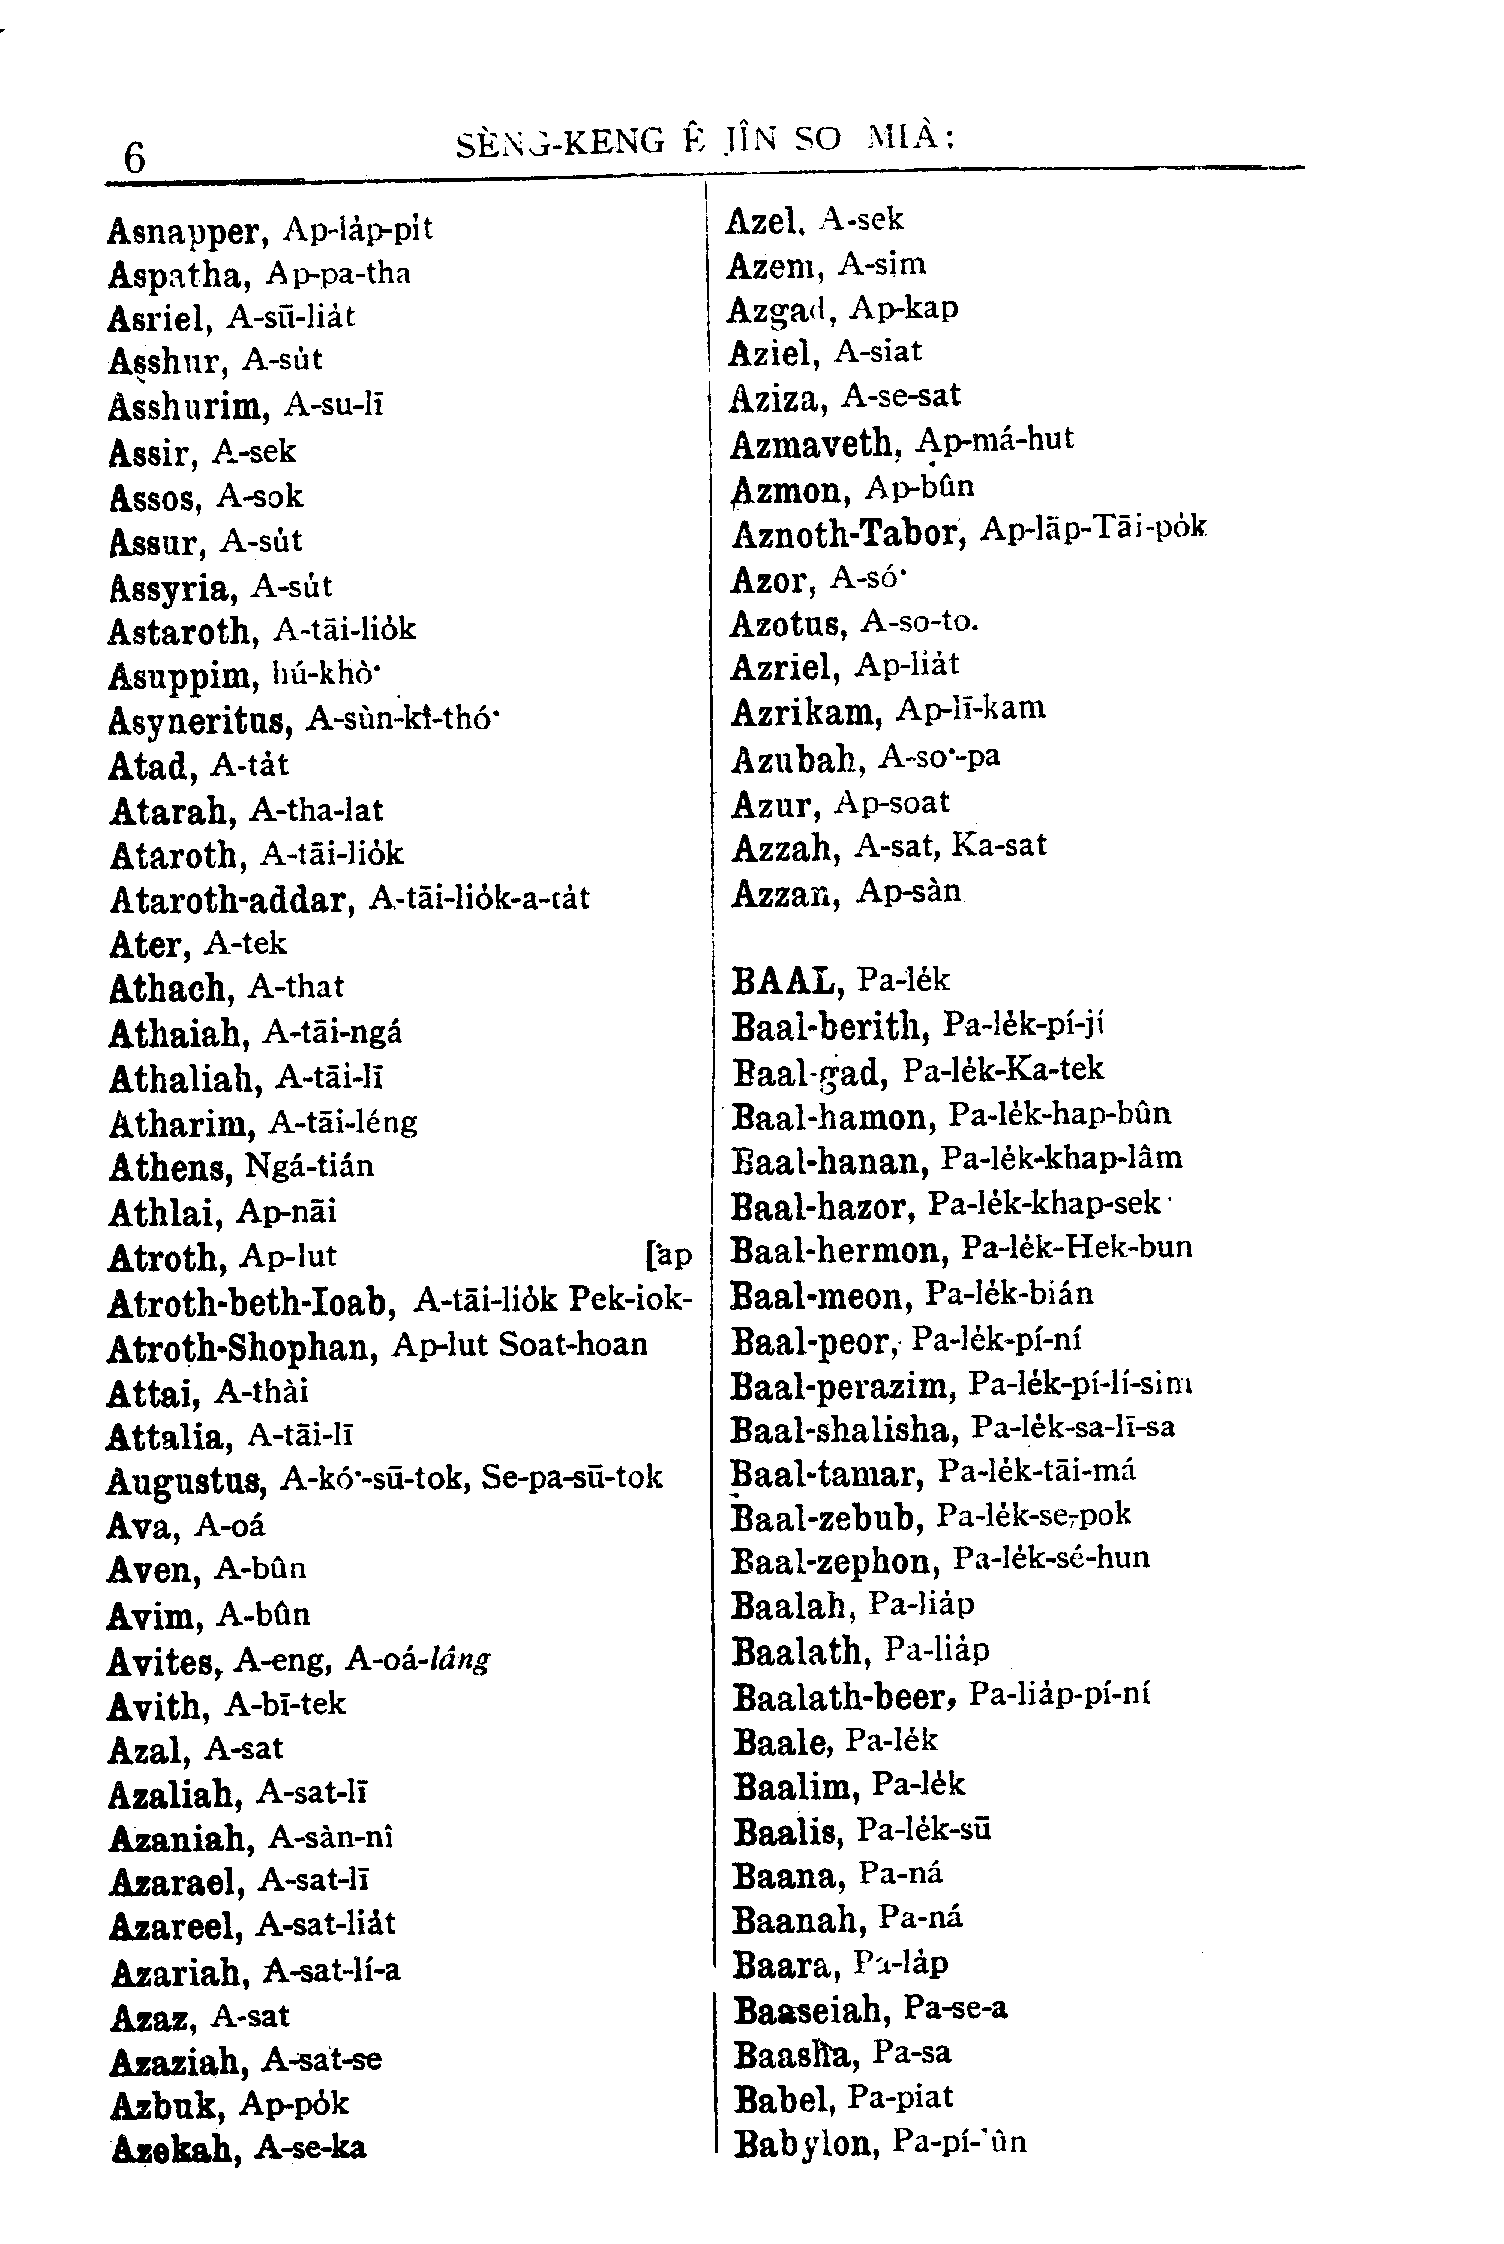 6
SÈNG-KENG Ê JÎN SO MIÀ:
Asnapper, Ap-la̍p-pi̍t
Aspatha, Ap-pa-tha
Asriel, A-sū-lia̍t
Asshur, A-su̍t
Asshurim, A-su-lī
Assir, A-sek
Assos, A-sok
Assur, A-su̍t
Assyria, A-su̍t
Astaroth, A-tāi-lio̍k
Asuppim, hú-khò͘
Asyneritus, A-sùn-kî-thó͘
Atad, A-ta̍t
Atarah, A-tha-lat
Ataroth, A-tāi-lio̍k
Ataroth-addar, A-tāi-lio̍k-a-ta̍t
Ater, A-tek
Athach, A-that
Athaiah, A-tāi-ngá
Athaliah, A-tāi-lī
Atharim, A-tāi-léng
Athens, Ngá-tián
Athlai, Ap-nāi
Atroth, Ap-lut [ap
Atroth-beth-Ioab, A-tāi-lio̍k Pek-iok-
Atroth-Shophan, Ap-lut Soat-hoan
Attai, A-thài
Attalia, A-tāi-lī
Augustus, A-kó͘-sū-tok, Se-pa-sū-tok
Ava, A-oá
Aven, A-bûn
Avim, A-bûn
Avites, A-eng, A-oá-lâng
Avith, A-bī-tek
Azal, A-sat
Azaliah, A-sat-lī
Azaniah, A-sàn-nî
Azarael, A-sat-lī
Azareel, A-sat-lia̍t
Azariah, A-sat-lí-a
Azaz, A-sat
Azaziah, A-sat-se
Azbuk, Ap-po̍k
Azekah, A-se-ka
Azel, A-sek
Azem, A-sim
Azgad, Ap-kap
Aziel, A-siat
Aziza, A-se-sat
Azmaveth, Ap-má-hut
Azmon, Ap-bûn
Aznoth-Tabor, Ap-lāp-Tāi-po̍k
Azor, A-só͘
Azotus, A-so-to.
Azriel, Ap-lia̍t
Azrikam, Ap-lī-kam
Azubah, A-so͘-pa
Azur, Ap-soat
Azzah, A-sat, Ka-sat
Azzan, Ap-sàn
BAAL, Pa-le̍k
Baal-berith, Pa-le̍k-pí-jí
Baal-gad, Pa-le̍k-Ka-tek
Baal-hamon, Pa-le̍k-hap-bûn
Baal-hanan, Pa-le̍k-khap-lâm
Baal-hazor, Pa-le̍k-khap-sek
Baal-hermon, Pa-le̍k-Hek-bun
Baal-meon, Pa-le̍k-bián
Baal-peor, Pa-le̍k-pí-ní
Baal-perazim, Pa-le̍k-pí-lí-sim
Baal-shalisha, Pa-le̍k-sa-lī-sa
Baal-tamar, Pa-le̍k-tāi-má
Baal-zebub, Pa-le̍k-se-pok
Baal-zephon, Pa-le̍k-sé-hun
Baalah, Pa-lia̍p
Baalath, Pa-lia̍p
Baalath-beer, Pa-lia̍p-pí-ní
Baale, Pa-le̍k
Baalim, Pa-le̍k
Baalis, Pa-le̍k-sū
Baana, Pa-ná
Baanah, Pa-ná
Baara, Pa-la̍p
Baaseiah, Pa-se-a
Baasha, Pa-sa
Babel, Pa-piat
Babylon,